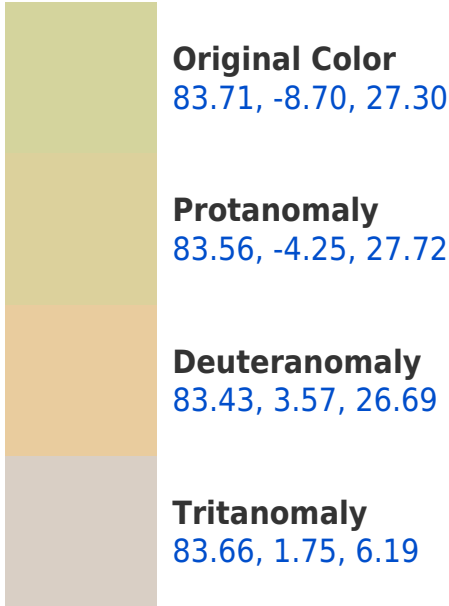 Original Color
83.71, -8.70, 27.30
Protanomaly
83.56, -4.25, 27.72
Deuteranomaly
83.43, 3.57, 26.69
Tritanomaly
83.66, 1.75, 6.19